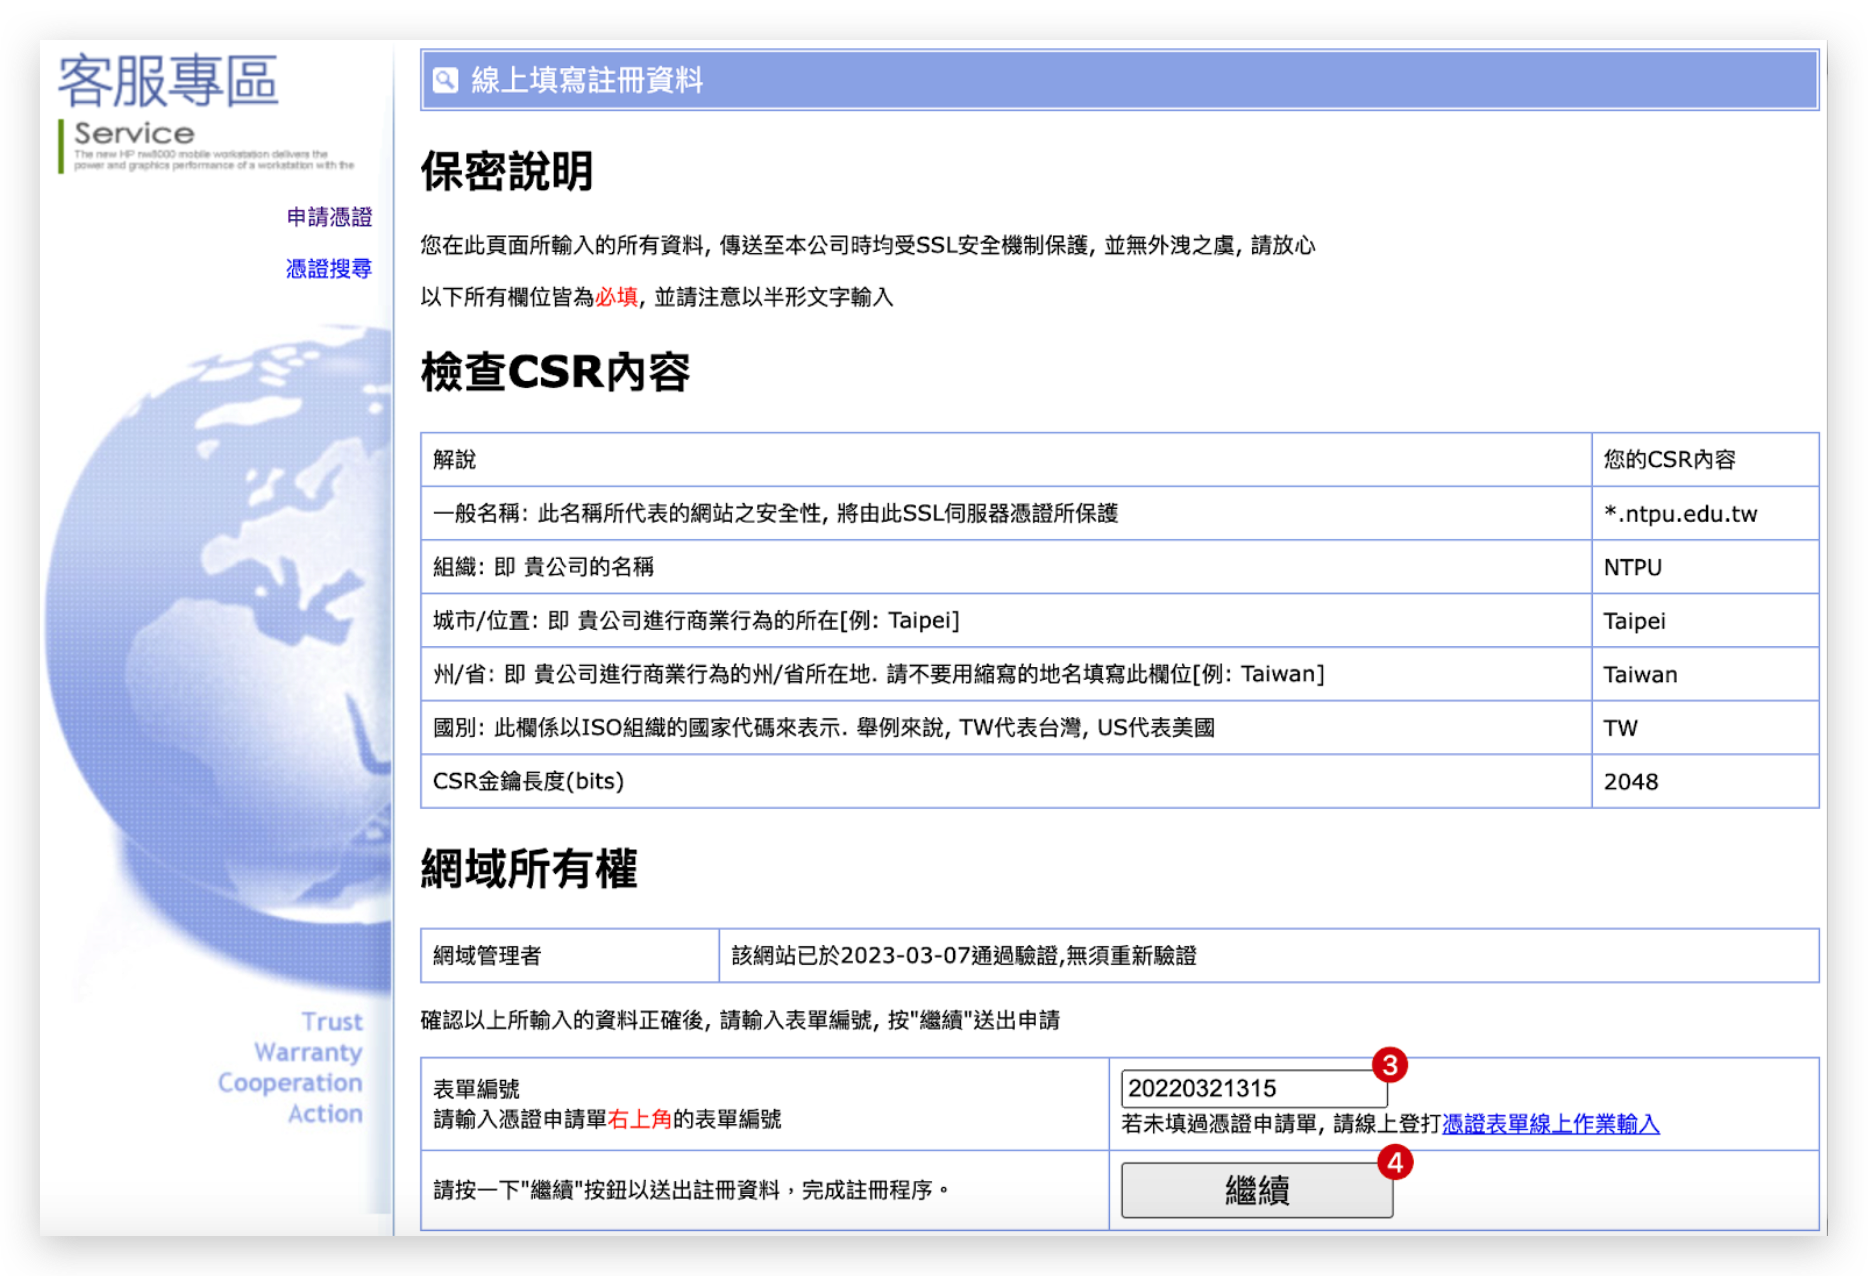 客服專區
Service
The new HP nw8000 mobile workstation delivers the
power and graphics performance of a workstation with the
申請憑證
憑證搜尋
Trust
Warranty
Cooperation
Action
線上填寫註冊資料
保密說明
您在此頁面所輸入的所有資料, 傳送至本公司時均受SSL安全機制保護, 並無外洩之虞, 請放心
以下所有欄位皆為必填, 並請注意以半形文字輸入
檢查CSR內容
解說 您的CSR內容
一般名稱: 此名稱所代表的網站之安全性, 將由此SSL伺服器憑證所保護 *.ntpu.edu.tw
組織: 即 貴公司的名稱 NTPU
城市/位置: 即 貴公司進行商業行為的所在[例: Taipei] Taipei
州/省: 即 貴公司進行商業行為的州/省所在地. 請不要用縮寫的地名填寫此欄位[例: Taiwan] Taiwan
國別: 此欄係以ISO組織的國家代碼來表示. 舉例來說, TW代表台灣, US代表美國 TW
CSR金鑰長度(bits) 2048
網域所有權
網域管理者 該網站已於2023-03-07通過驗證,無須重新驗證
確認以上所輸入的資料正確後, 請輸入表單編號, 按"繼續"送出申請
表單編號
請輸入憑證申請單右上角的表單編號
3
20220321315
若未填過憑證申請單, 請線上登打憑證表單線上作業輸入
請按一下"繼續"按鈕以送出註冊資料，完成註冊程序。
4
繼續